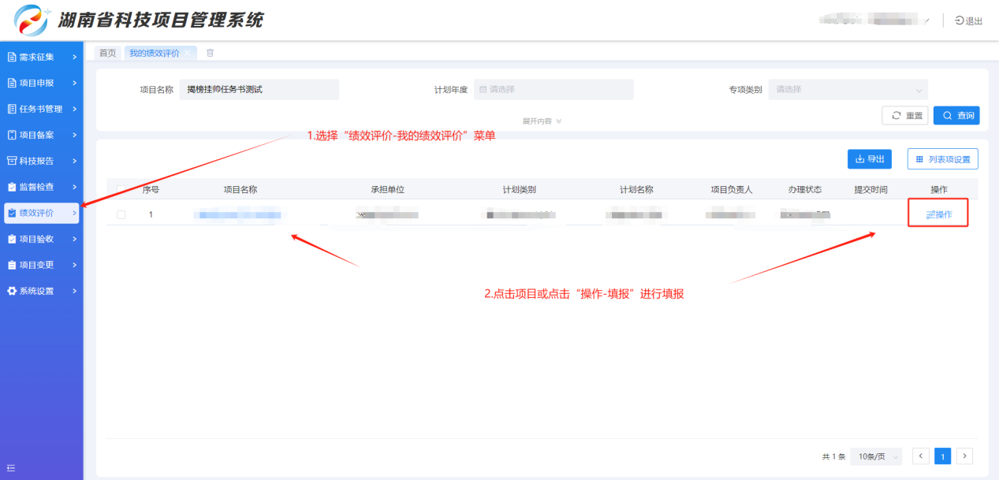 湖南省科技项目管理系统
退出
需求征集
项目申报
任务书管理
项目备案
科技报告
监督检查
绩效评价
项目验收
项目变更
系统设置
首页 我的绩效评价
项目名称 揭榜挂帅任务书测试 计划年度 请选择 专项类别 请选择
展开内容
重置 查询
1.选择“绩效评价-我的绩效评价”菜单
导出 列表项设置
序号 项目名称 承担单位 计划类别 计划名称 项目负责人 办理状态 提交时间 操作
1 操作
2.点击项目或点击“操作-填报”进行填报
共 1 条 10条/页 1